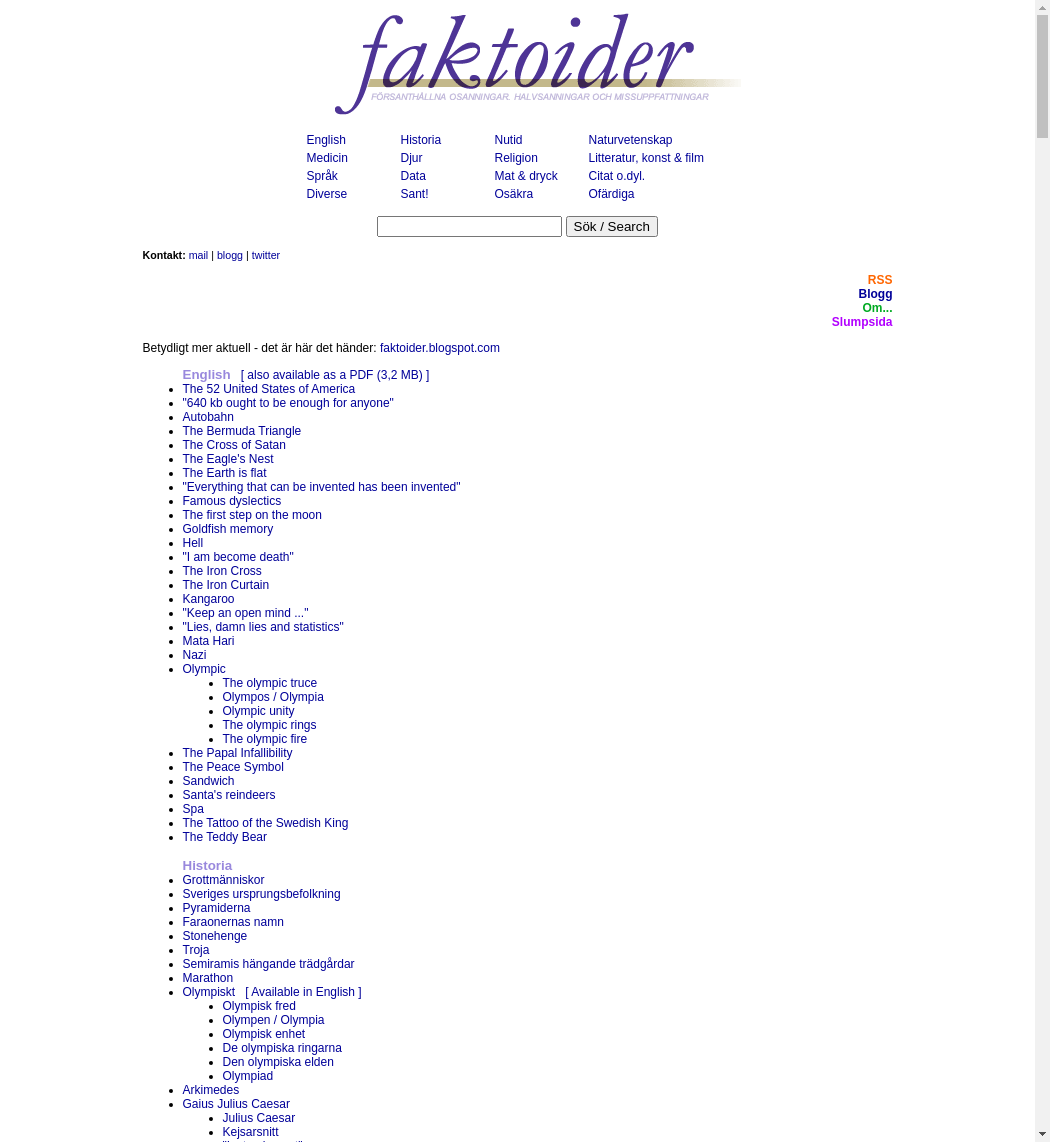 faktoider
FÖRSANTHÅLLNA OSANNINGAR, HALVSANNINGAR OCH MISSUPPFATTNINGAR
English Historia Nutid Naturvetenskap
Medicin Djur Religion Litteratur, konst & film
Språk Data Mat & dryck Citat o.dyl.
Diverse Sant! Osäkra Ofärdiga
Sök / Search
Kontakt: mail | blogg | twitter
RSS
Blogg
Om...
Slumpsida
Betydligt mer aktuell - det är här det händer: faktoider.blogspot.com
English [ also available as a PDF (3,2 MB) ]
The 52 United States of America
"640 kb ought to be enough for anyone"
Autobahn
The Bermuda Triangle
The Cross of Satan
The Eagle's Nest
The Earth is flat
"Everything that can be invented has been invented"
Famous dyslectics
The first step on the moon
Goldfish memory
Hell
"I am become death"
The Iron Cross
The Iron Curtain
Kangaroo
"Keep an open mind ..."
"Lies, damn lies and statistics"
Mata Hari
Nazi
Olympic
The olympic truce
Olympos / Olympia
Olympic unity
The olympic rings
The olympic fire
The Papal Infallibility
The Peace Symbol
Sandwich
Santa's reindeers
Spa
The Tattoo of the Swedish King
The Teddy Bear
Historia
Grottmänniskor
Sveriges ursprungsbefolkning
Pyramiderna
Faraonernas namn
Stonehenge
Troja
Semiramis hängande trädgårdar
Marathon
Olympiskt [ Available in English ]
Olympisk fred
Olympen / Olympia
Olympisk enhet
De olympiska ringarna
Den olympiska elden
Olympiad
Arkimedes
Gaius Julius Caesar
Julius Caesar
Kejsarsnitt